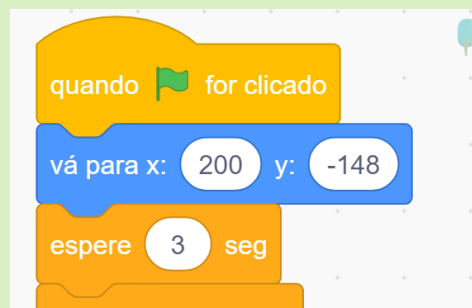 quando for clicado
vá para x: 200 y: -148
espere 3 seg